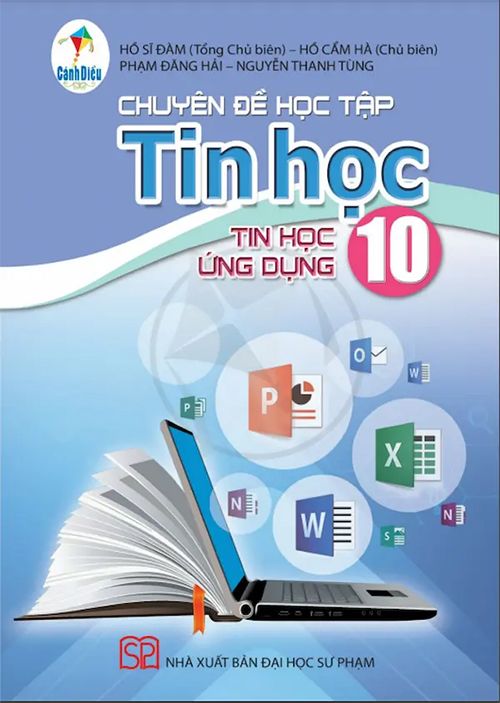 HỒ SĨ ĐÀM (Tổng Chủ biên) – HỒ CẨM HÀ (Chủ biên)
PHẠM ĐĂNG HẢI – NGUYỄN THANH TÙNG
Cánh Diều
CHUYÊN ĐỀ HỌC TẬP
Tin học
TIN HỌC
ỨNG DỤNG
10
O
W
P
P
X
N
W
N
S
SP
NHÀ XUẤT BẢN ĐẠI HỌC SƯ PHẠM